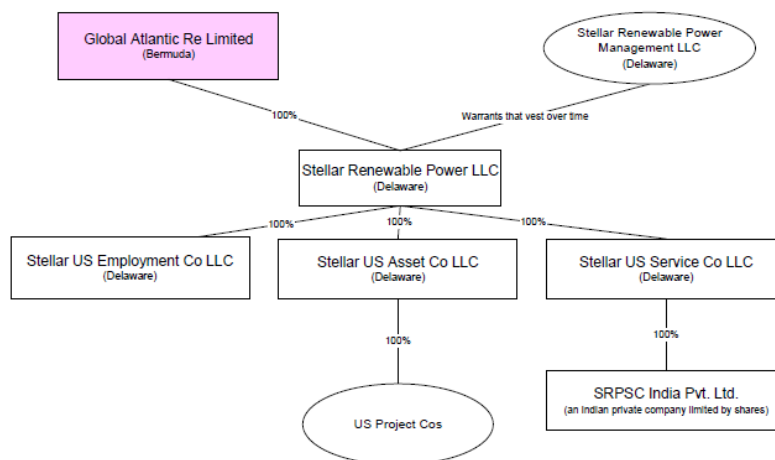 Global Atlantic Re Limited
(Bermuda)
Stellar Renewable Power
Management LLC
(Delaware)
100%
Warrants that vest over time
Stellar Renewable Power LLC
(Delaware)
100%
100%
100%
Stellar US Employment Co LLC
(Delaware)
Stellar US Asset Co LLC
(Delaware)
Stellar US Service Co LLC
(Delaware)
100%
100%
US Project Cos
SRPSC India Pvt. Ltd.
(an Indian private company limited by shares)